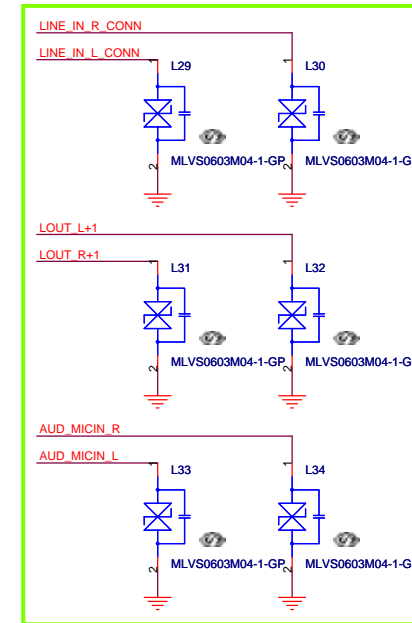 LINE_IN_R_CONN
LINE_IN_L_CONN
1 L29 1 L30
2 MLVS0603M04-1-GP 2 MLVS0603M04-1-G
LOUT_L+1
LOUT_R+1
1 L31 1 L32
2 MLVS0603M04-1-GP 2 MLVS0603M04-1-G
AUD_MICIN_R
AUD_MICIN_L
1 L33 1 L34
2 MLVS0603M04-1-GP 2 MLVS0603M04-1-G